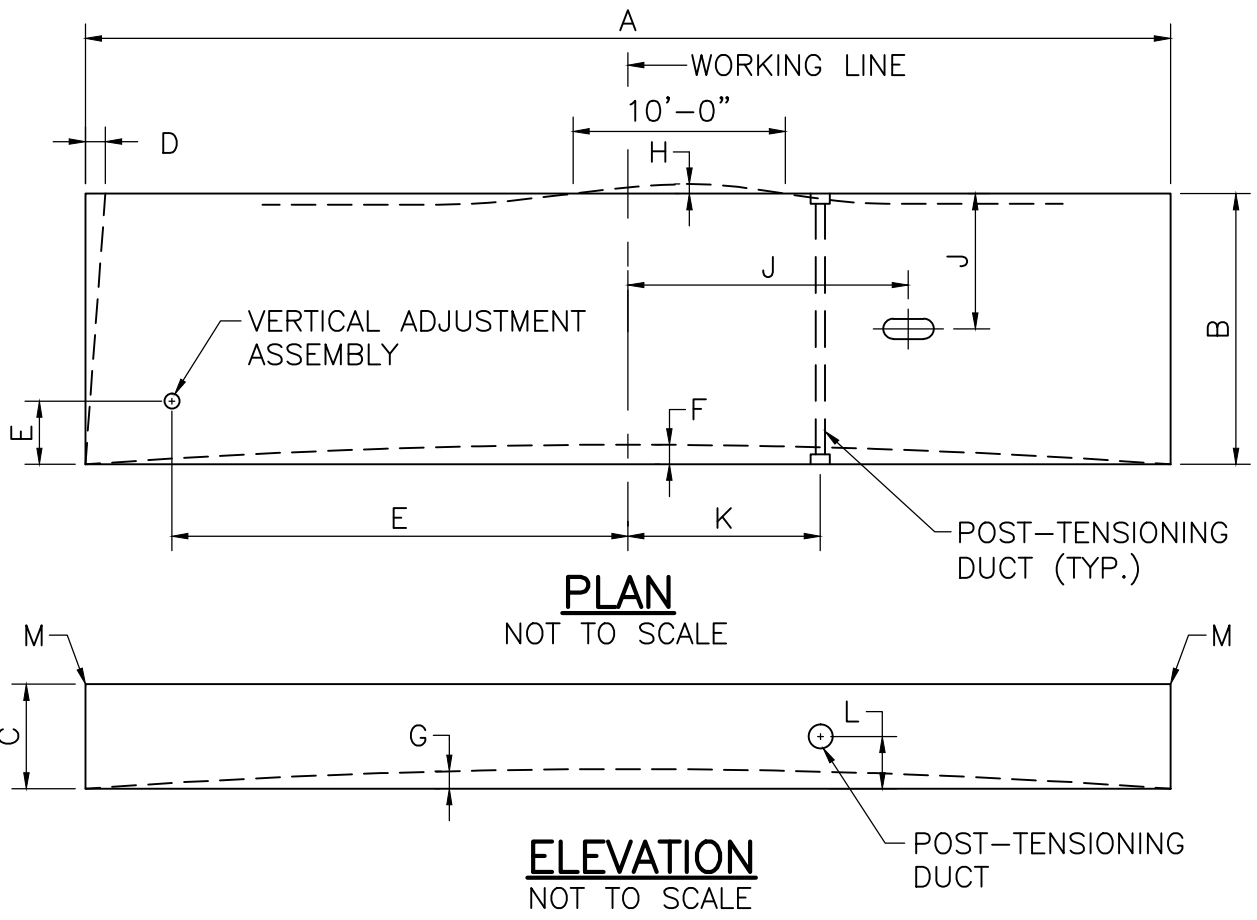 A
WORKING LINE
10'-0"
D
H
J
J
B
VERTICAL ADJUSTMENT
ASSEMBLY
E
F
E
K
POST-TENSIONING
DUCT (TYP.)
PLAN
NOT TO SCALE
M
M
C
G
L
POST-TENSIONING
DUCT
ELEVATION
NOT TO SCALE